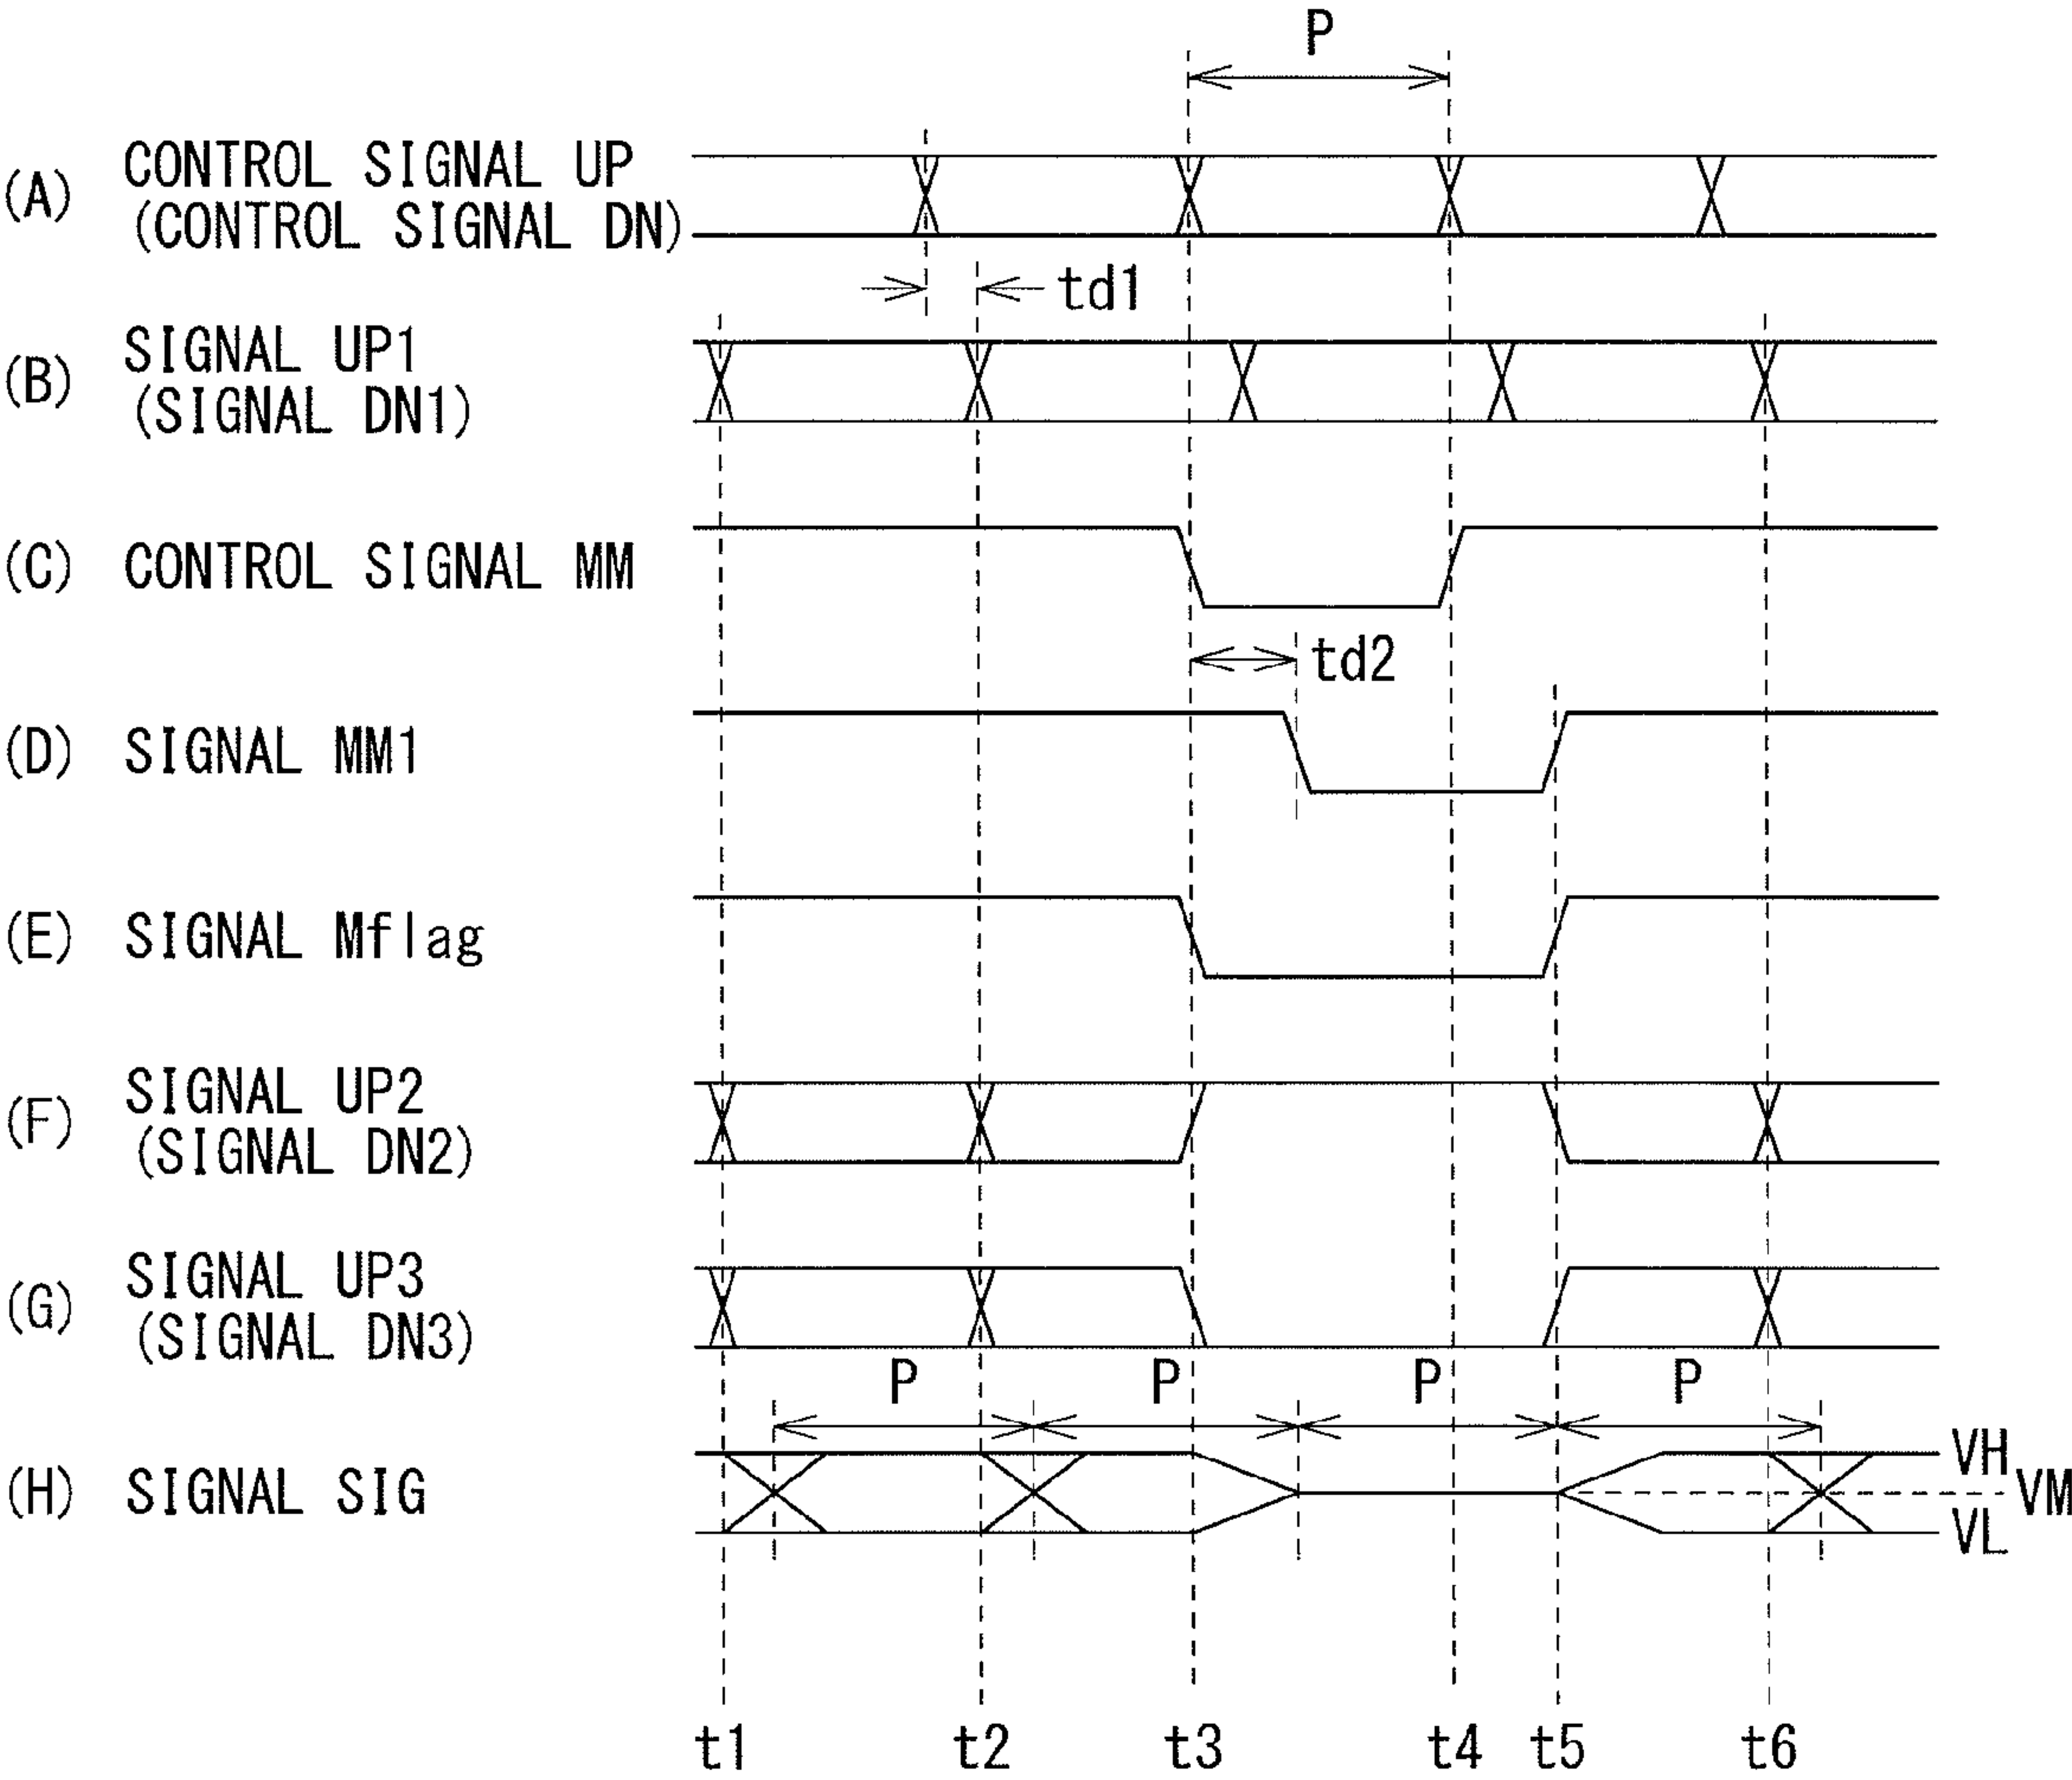 P
(A) CONTROL SIGNAL UP
(CONTROL SIGNAL DN)
td1
(B) SIGNAL UP1
(SIGNAL DN1)
(C) CONTROL SIGNAL MM
td2
(D) SIGNAL MM1
(E) SIGNAL Mflag
(F) SIGNAL UP2
(SIGNAL DN2)
(G) SIGNAL UP3
(SIGNAL DN3)
P P P P
(H) SIGNAL SIG
VH
VM
VL
t1 t2 t3 t4 t5 t6